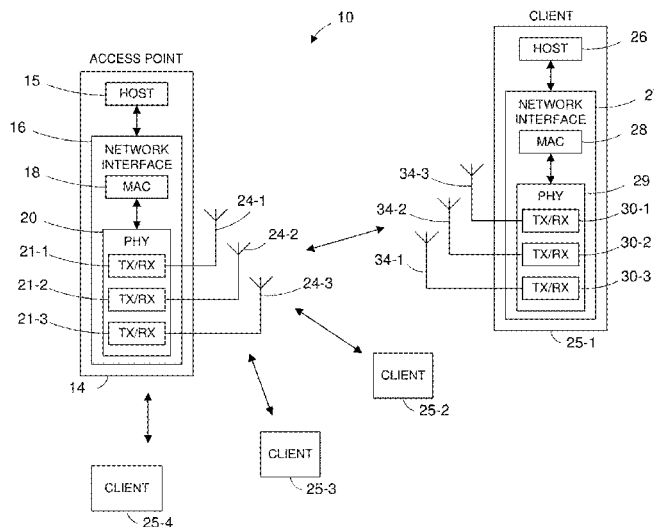 10
ACCESS POINT
15
HOST
16
NETWORK
INTERFACE
18
MAC
20
PHY
21-1
TX/RX
21-2
TX/RX
21-3
TX/RX
14
24-1
24-2
24-3
CLIENT
HOST
26
NETWORK
INTERFACE
MAC
28
PHY
29
TX/RX
30-1
TX/RX
30-2
TX/RX
30-3
25-1
34-3
34-2
34-1
CLIENT
25-2
CLIENT
25-3
CLIENT
25-4